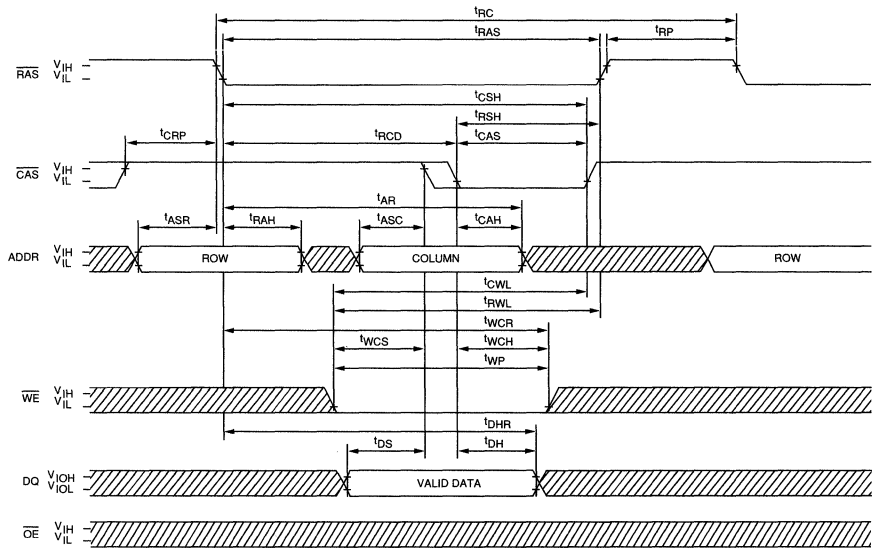 tRC
tRAS
tRP
RAS VIH
VIL
tCSH
tRSH
tCRP
tRCD
tCAS
CAS VIH
VIL
tAR
tASR
tRAH
tASC
tCAH
ADDR VIH
VIL
ROW
COLUMN
ROW
tCWL
tRWL
tWCR
tWCS
tWCH
tWP
WE VIH
VIL
tDHR
tDS
tDH
DQ VIOH
VIOL
VALID DATA
OE VIH
VIL